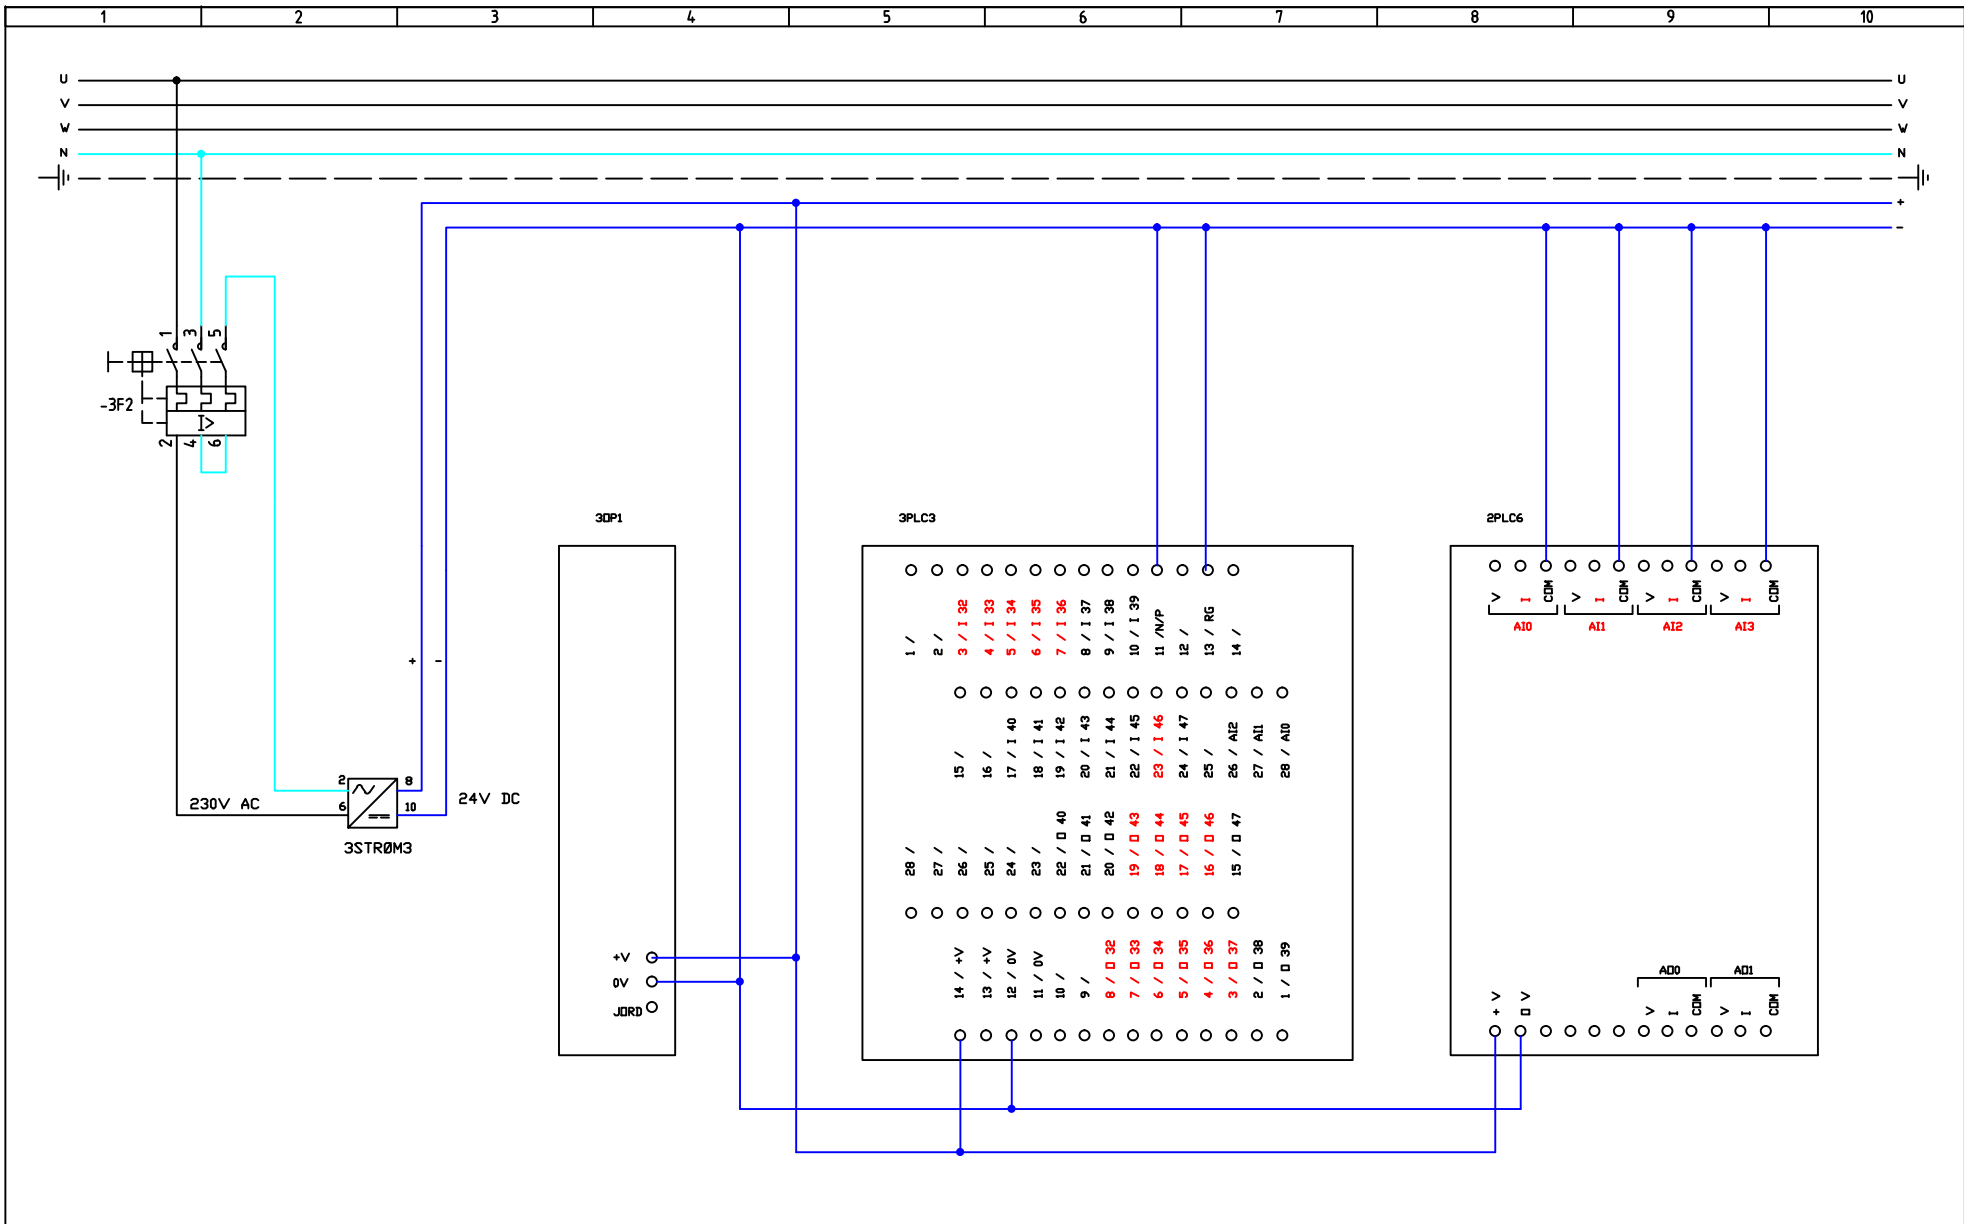 1 2 3 4 5 6 7 8 9 10
U U
V V
W W
N N
+
-
1 3 5
-3F2
I>
2 4 6
+ -
2 8
6 10
230V AC
24V DC
3STRØM3
3OP1
+V
0V
JORD
3PLC3
1 /
2 /
3 / I 32
4 / I 33
5 / I 34
6 / I 35
7 / I 36
8 / I 37
9 / I 38
10 / I 39
11 /N/P
12 /
13 / RG
14 /
15 /
16 /
17 / I 40
18 / I 41
19 / I 42
20 / I 43
21 / I 44
22 / I 45
23 / I 46
24 / I 47
25 /
26 / AI2
27 / AI1
28 / AI0
28 /
27 /
26 /
25 /
24 /
23 /
22 / O 40
21 / O 41
20 / O 42
19 / O 43
18 / O 44
17 / O 45
16 / O 46
15 / O 47
14 / +V
13 / +V
12 / 0V
11 / 0V
10 /
9 /
8 / O 32
7 / O 33
6 / O 34
5 / O 35
4 / O 36
3 / O 37
2 / O 38
1 / O 39
2PLC6
V I COM V I COM V I COM V I COM
AI0 AI1 AI2 AI3
AO0 AO1
+ V
O V
V I COM V I COM